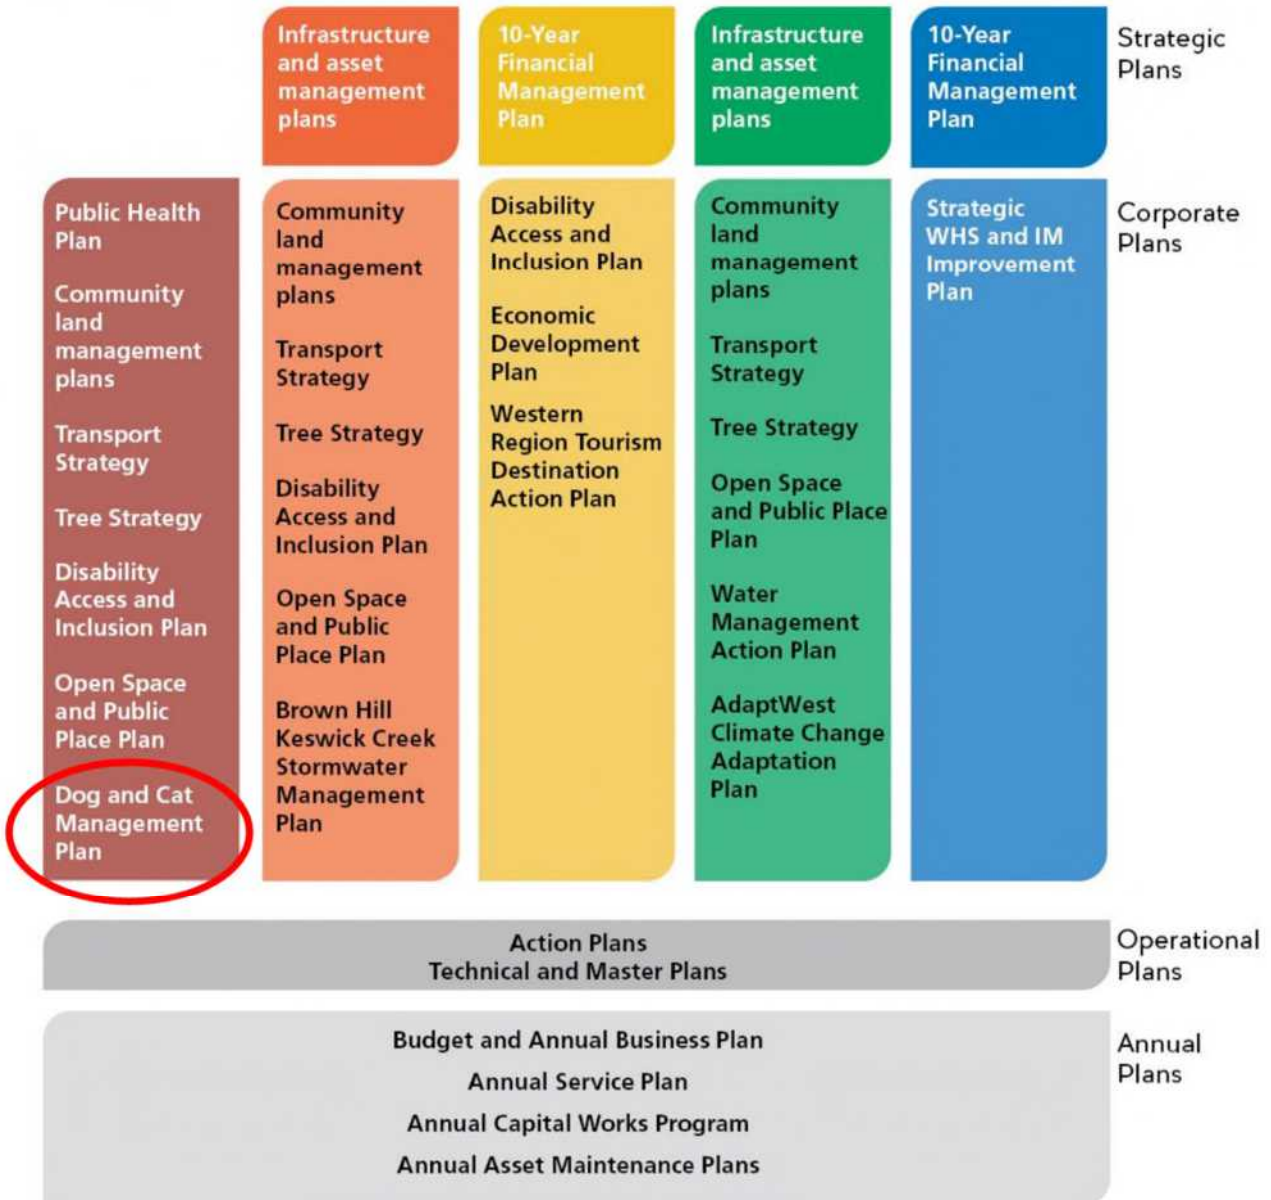 Infrastructure
and asset
management
plans
10-Year
Financial
Management
Plan
Infrastructure
and asset
management
plans
10-Year
Financial
Management
Plan
Strategic
Plans
Public Health
Plan
Community
land
management
plans
Transport
Strategy
Tree Strategy
Disability
Access and
Inclusion Plan
Open Space
and Public
Place Plan
Dog and Cat
Management
Plan
Community
land
management
plans
Transport
Strategy
Tree Strategy
Disability
Access and
Inclusion Plan
Open Space
and Public
Place Plan
Brown Hill
Keswick Creek
Stormwater
Management
Plan
Disability
Access and
Inclusion Plan
Economic
Development
Plan
Western
Region Tourism
Destination
Action Plan
Community
land
management
plans
Transport
Strategy
Tree Strategy
Open Space
and Public Place
Plan
Water
Management
Action Plan
AdaptWest
Climate Change
Adaptation
Plan
Strategic
WHS and IM
Improvement
Plan
Corporate
Plans
Action Plans
Technical and Master Plans
Operational
Plans
Budget and Annual Business Plan
Annual Service Plan
Annual Capital Works Program
Annual Asset Maintenance Plans
Annual
Plans